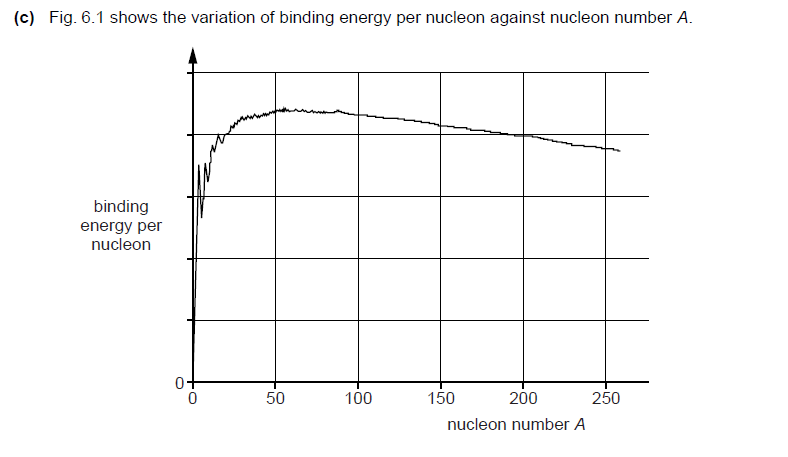 (c) Fig. 6.1 shows the variation of binding energy per nucleon against nucleon number A.
binding
energy per
nucleon
0
0 50 100 150 200 250
nucleon number A